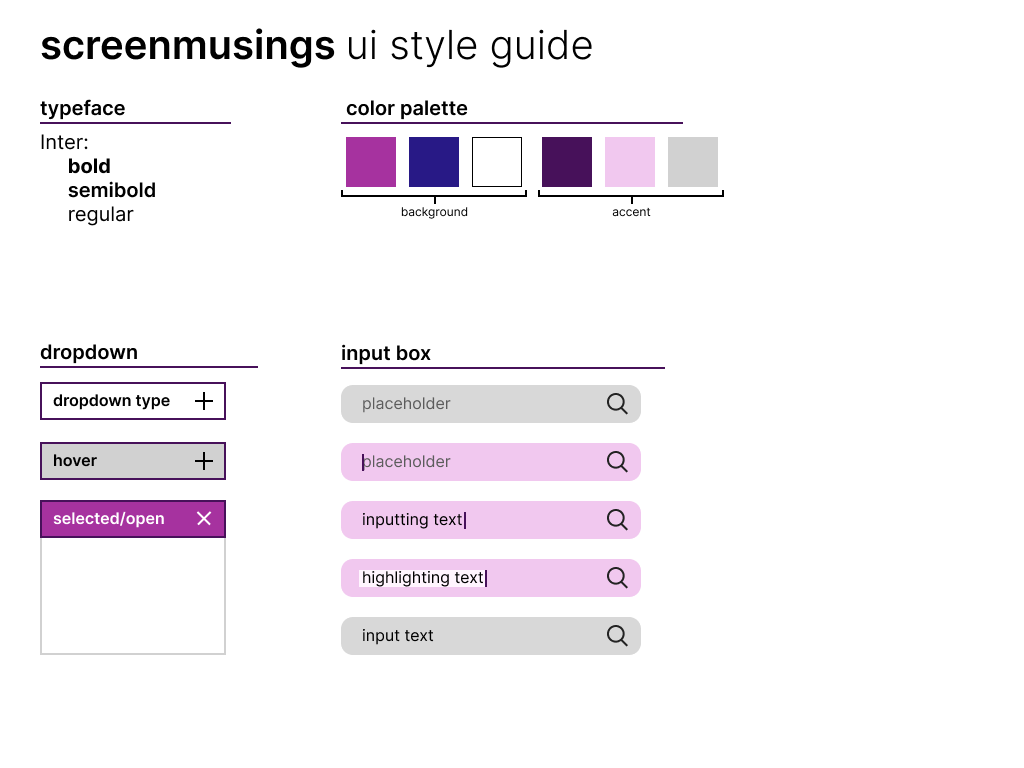 screenmusings ui style guide
typeface
Inter:
bold
semibold
regular
color palette
background
accent
dropdown
dropdown type
hover
selected/open
input box
placeholder
placeholder
inputting text
highlighting text
input text